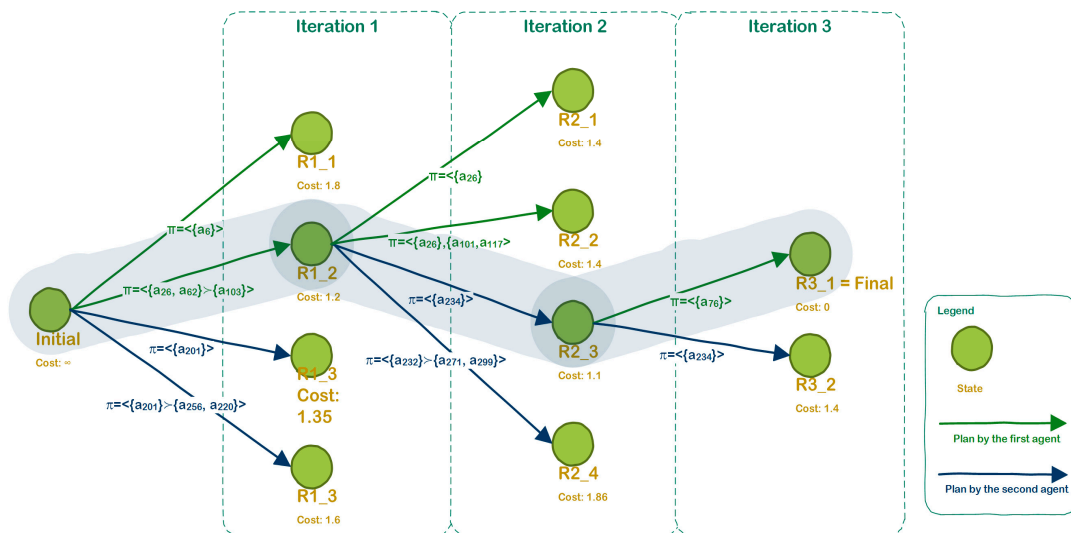 Iteration 1
Iteration 2
Iteration 3
R2_1
Cost: 1.4
R1_1
Cost: 1.8
π=<{a₂₆}
π=<{a₆}>
R2_2
Cost: 1.4
π=<{a₂₆},{a₁₀₁,a₁₁₇>
R1_2
Cost: 1.2
π=<{a₂₆, a₆₂}≻{a₁₀₃}>
R3_1 = Final
Cost: 0
π=<{a₂₃₄}>
π=<{a₇₆}>
Initial
Cost: ∞
R2_3
Cost: 1.1
π=<{a₂₀₁}>
π=<{a₂₃₂}≻{a₂₇₁, a₂₉₉}>
π=<{a₂₃₄}>
R1_3
Cost:
1.35
R3_2
Cost: 1.4
π=<{a₂₀₁}≻{a₂₅₆, a₂₂₀}>
R2_4
Cost: 1.86
R1_3
Cost: 1.6
Legend
State
Plan by the first agent
Plan by the second agent